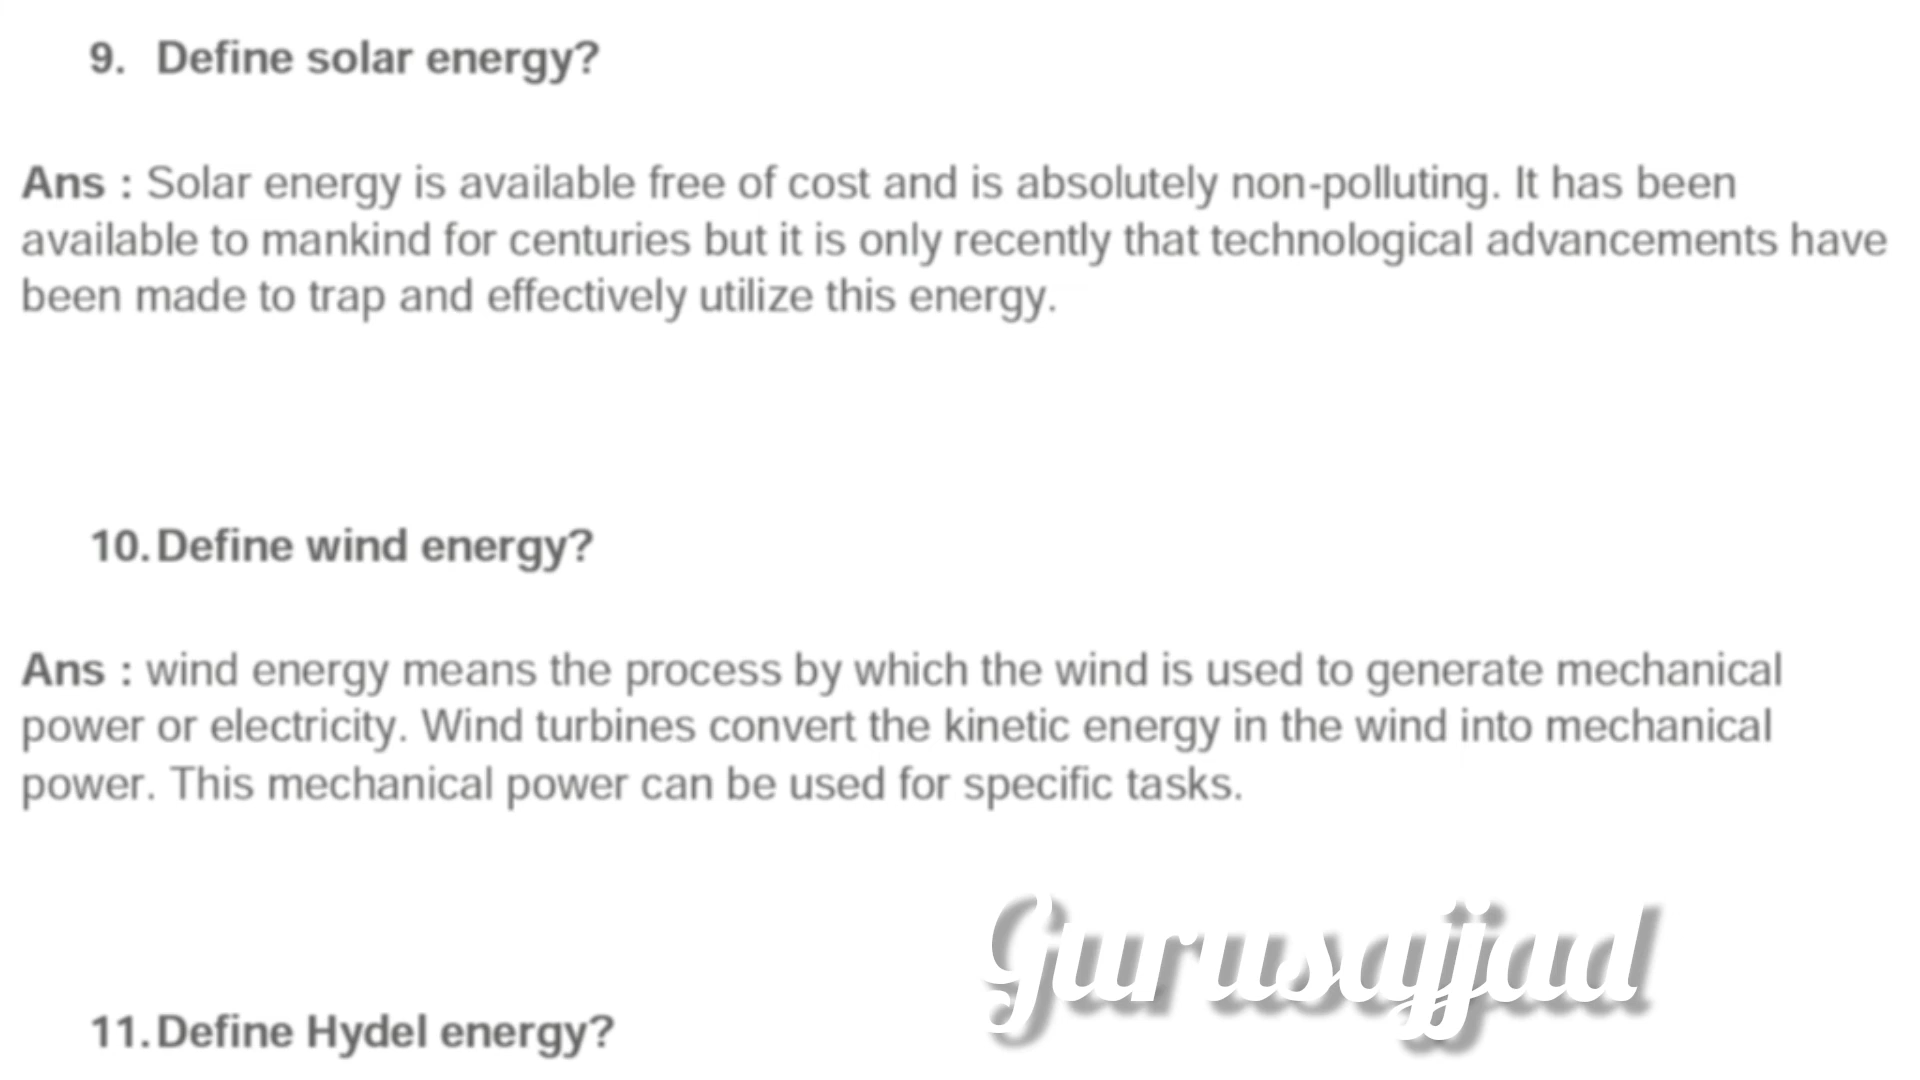 9. Define solar energy?
Ans : Solar energy is available free of cost and is absolutely non-polluting. It has been
available to mankind for centuries but it is only recently that technological advancements have
been made to trap and effectively utilize this energy.
10. Define wind energy?
Ans : wind energy means the process by which the wind is used to generate mechanical
power or electricity. Wind turbines convert the kinetic energy in the wind into mechanical
power. This mechanical power can be used for specific tasks.
Gurusajjad
11. Define Hydel energy?